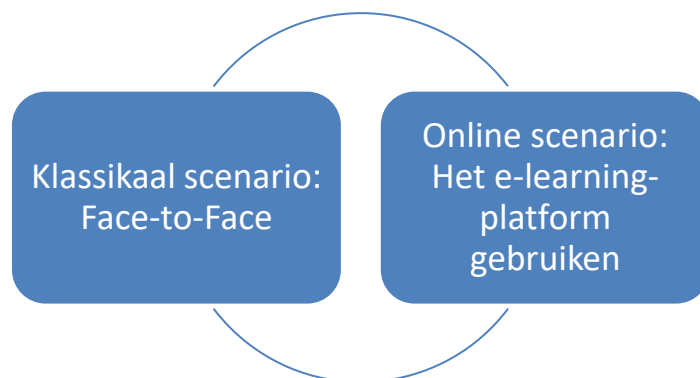 Klassikaal scenario:
Face-to-Face
Online scenario:
Het e-learning-
platform
gebruiken